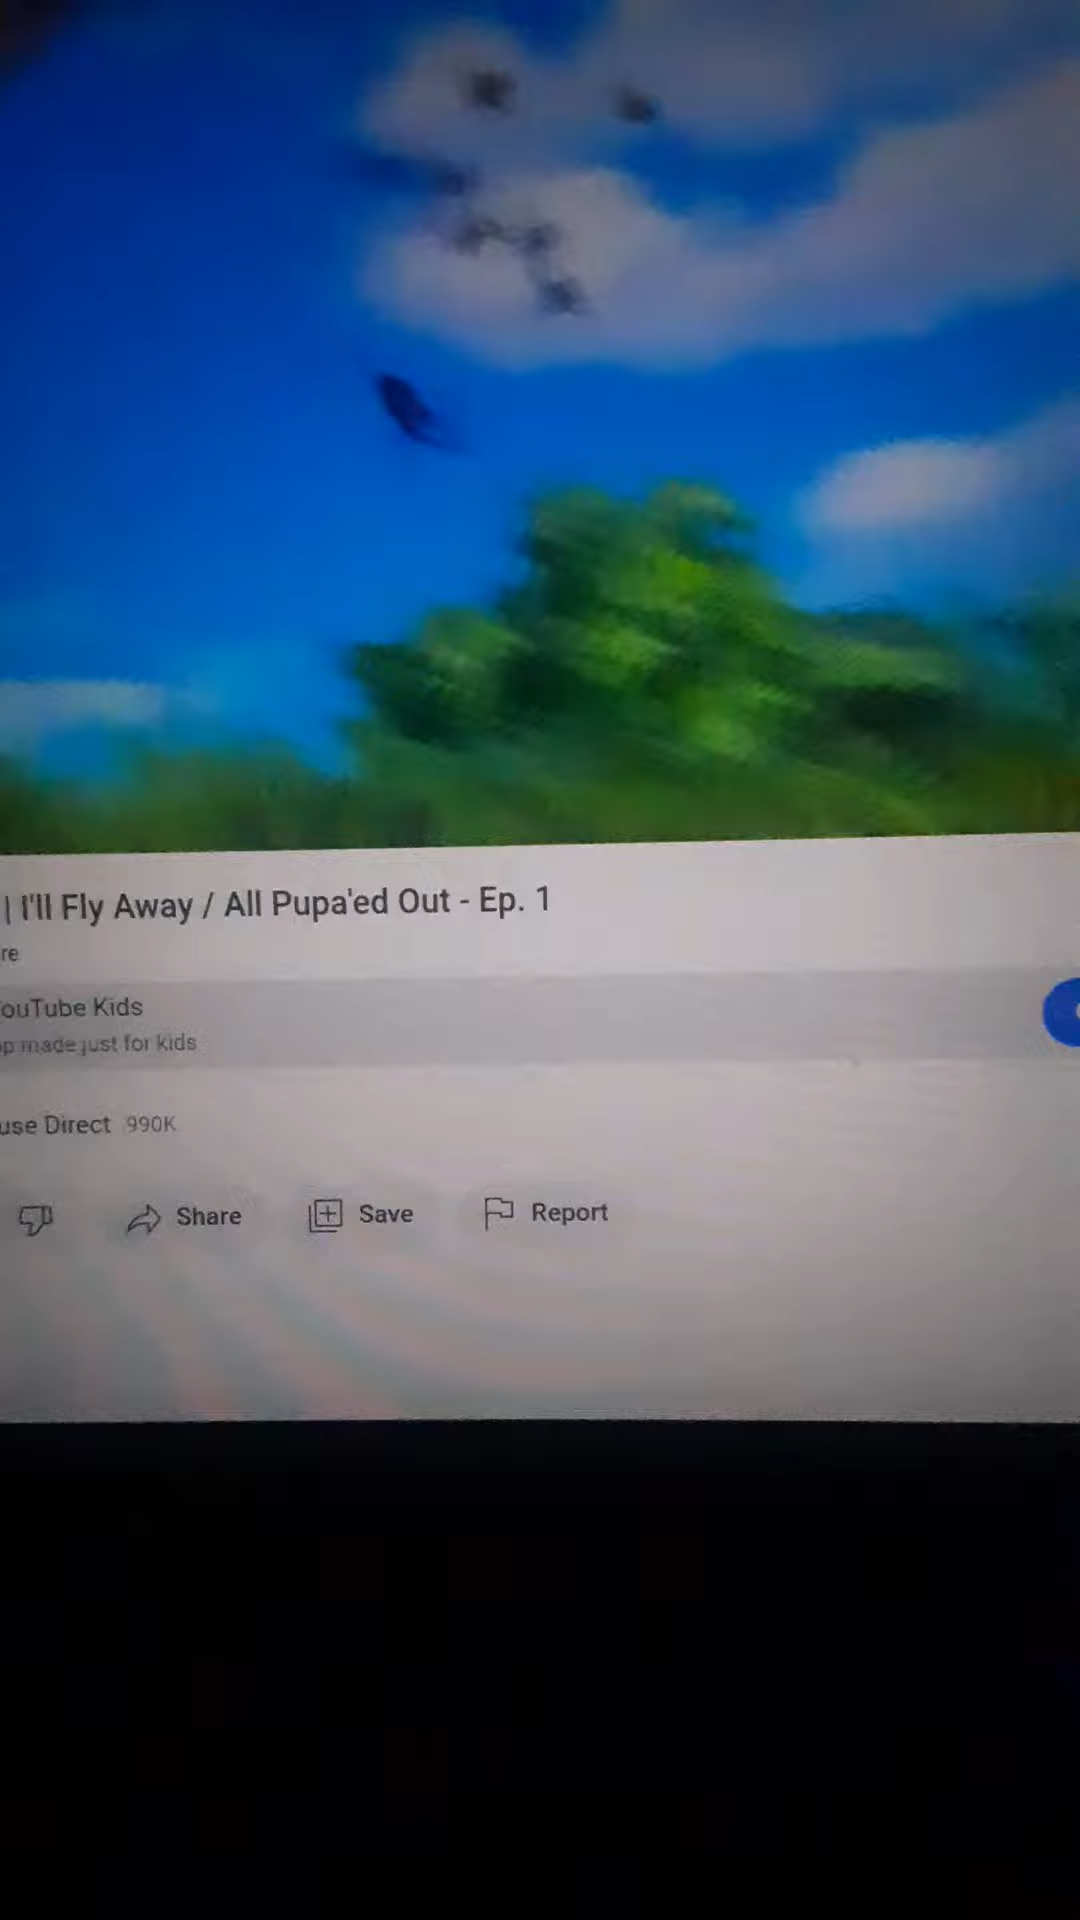 | I'll Fly Away / All Pupa'ed Out - Ep. 1
re
ouTube Kids
p made just for kids
use Direct 990K
Share Save Report